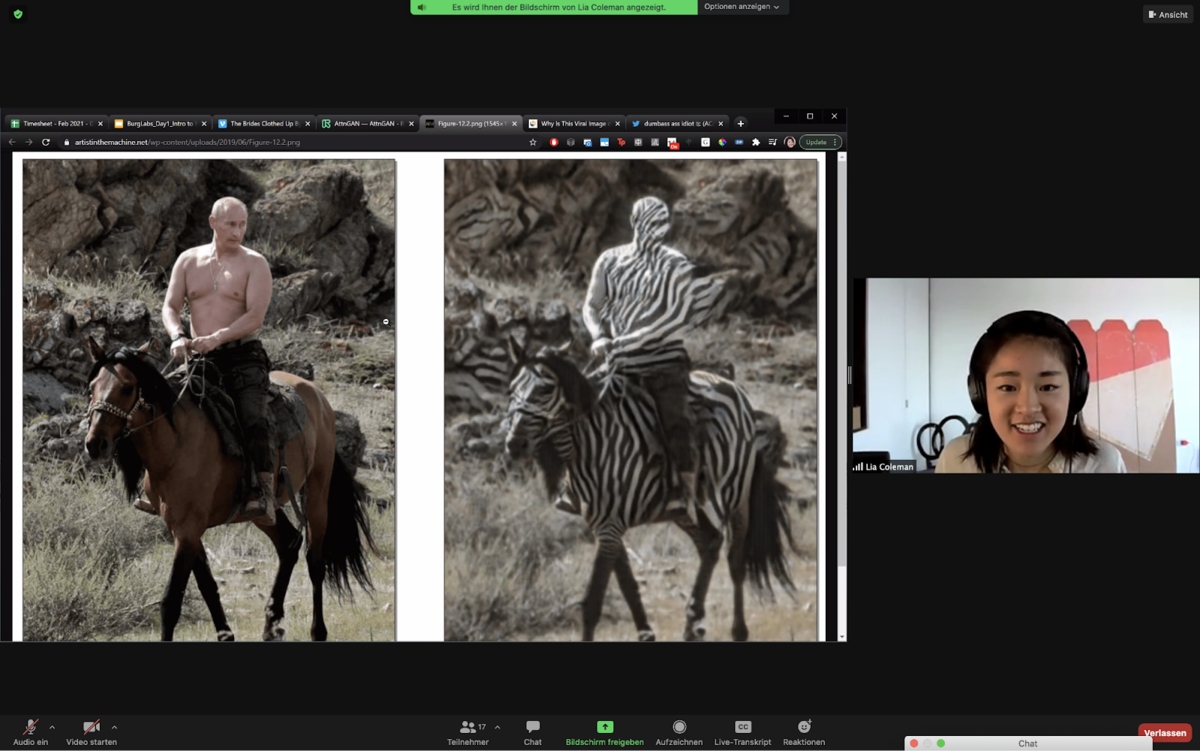 Es wird Ihnen der Bildschirm von Lia Coleman angezeigt.
Optionen anzeigen
Ansicht
Timesheet - Feb 2021 -
BurgLabs_Day1_Intro to
The Brides Clothed Up B
AttnGAN — AttnGAN -
Figure-12.2.png (1545×1
Why Is This Viral Image
dumbass ass idiot
artistinthemachine.net/wp-content/uploads/2019/06/Figure-12.2.png
Update
Lia Coleman
Audio ein
Video starten
17
Teilnehmer
Chat
Bildschirm freigeben
Aufzeichnen
CC
Live-Transkript
Reaktionen
Verlassen
Chat